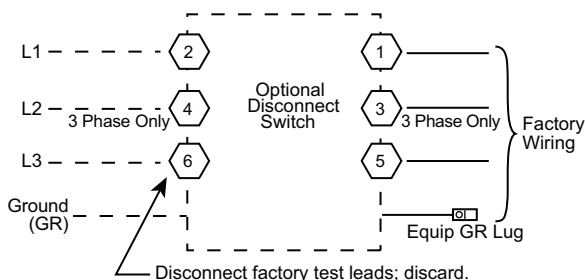 L1
2
1
Optional
Disconnect
Switch
L2
4
3
3 Phase Only
3 Phase Only
Factory
Wiring
L3
6
5
Ground
(GR)
Equip GR Lug
Disconnect factory test leads; discard.